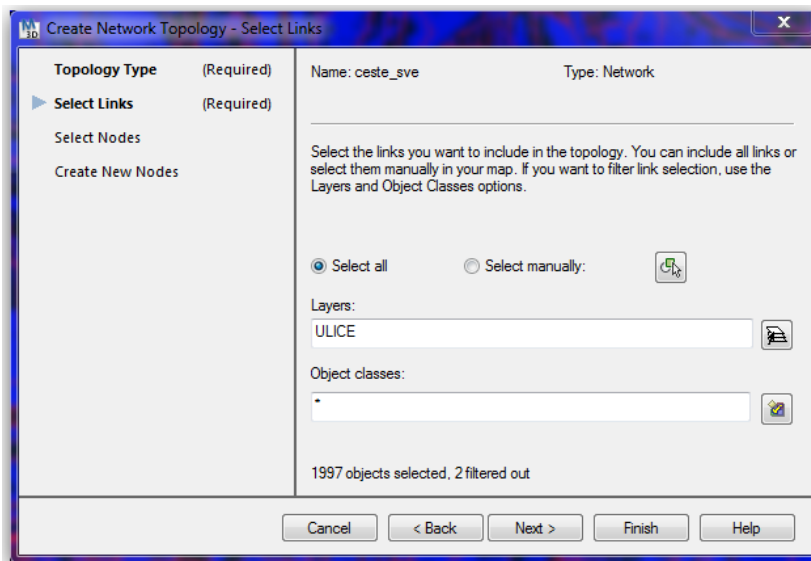 M
3D
Create Network Topology - Select Links
X
Topology Type (Required)
Select Links (Required)
Select Nodes
Create New Nodes
Name: ceste_sve Type: Network
Select the links you want to include in the topology. You can include all links or
select them manually in your map. If you want to filter link selection, use the
Layers and Object Classes options.
Select all Select manually:
Layers:
ULICE
Object classes:
*
1997 objects selected, 2 filtered out
Cancel < Back Next > Finish Help